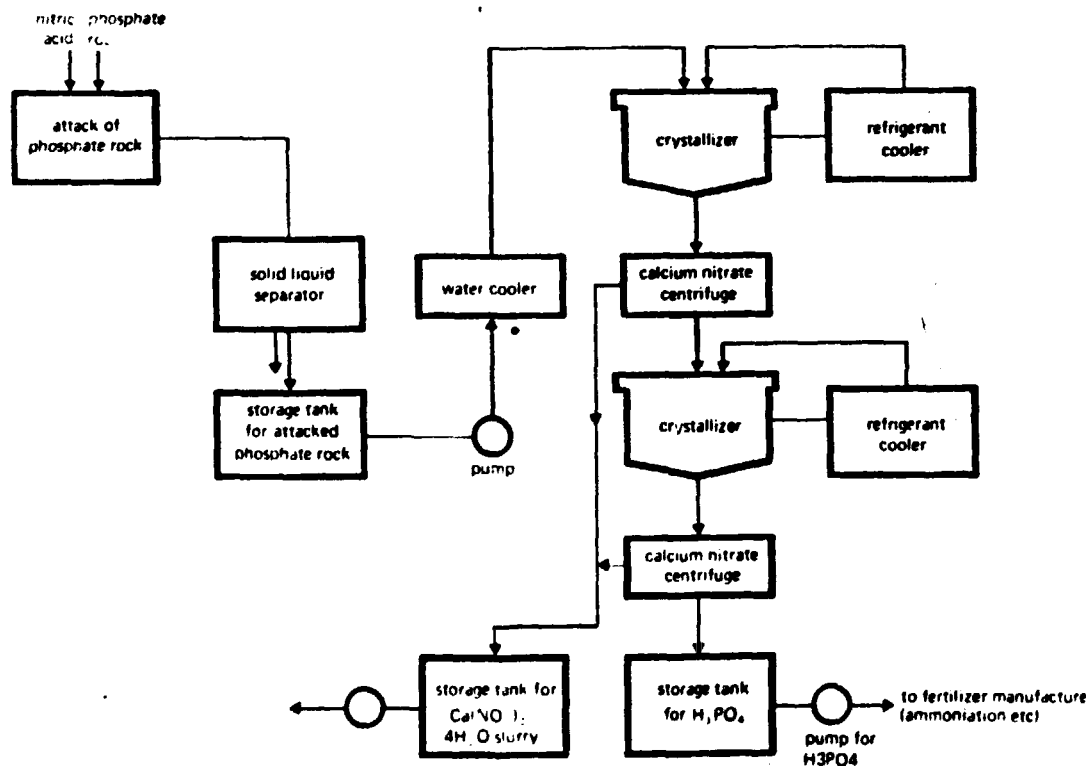 nitric phosphate
acid
attack of
phosphate rock
crystallizer
refrigerant
cooler
solid liquid
separator
water cooler
calcium nitrate
centrifuge
storage tank
for attacked
phosphate rock
pump
crystallizer
refrigerant
cooler
calcium nitrate
centrifuge
storage tank for
4H₂O slurry
storage tank
for H₃PO₄
pump for
H3PO4
to fertilizer manufacture
(ammoniation etc)